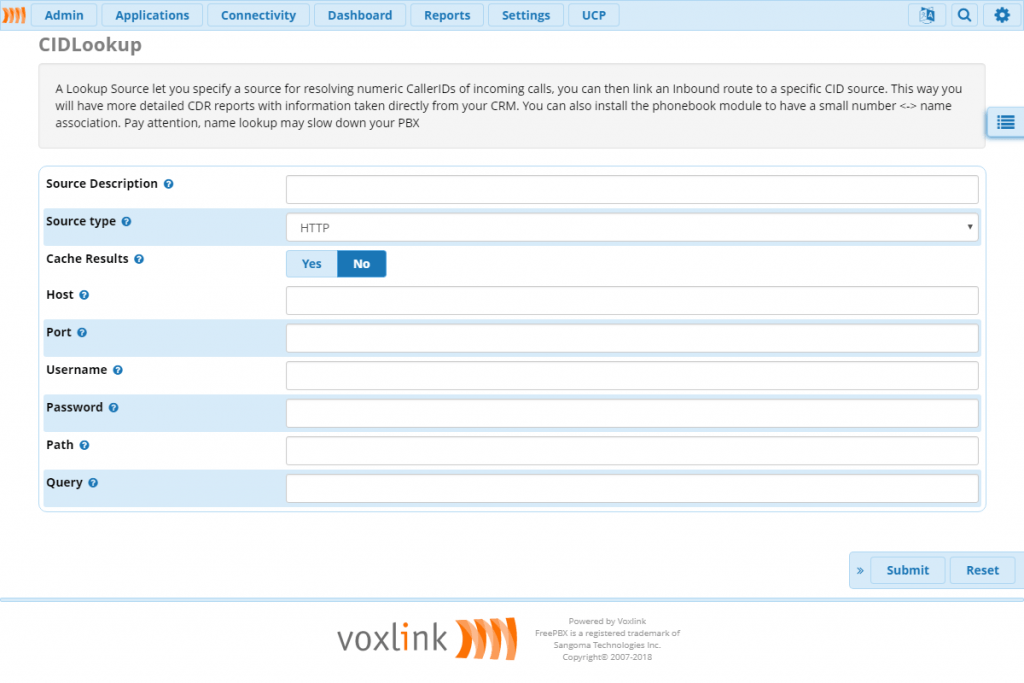 Admin Applications Connectivity Dashboard Reports Settings UCP
CIDLookup
A Lookup Source let you specify a source for resolving numeric CallerIDs of incoming calls, you can then link an Inbound route to a specific CID source. This way you
will have more detailed CDR reports with information taken directly from your CRM. You can also install the phonebook module to have a small number <-> name
association. Pay attention, name lookup may slow down your PBX
Source Description
Source type HTTP
Cache Results Yes No
Host
Port
Username
Password
Path
Query
» Submit Reset
voxlink
Powered by Voxlink
FreePBX is a registered trademark of
Sangoma Technologies Inc.
Copyright© 2007-2018